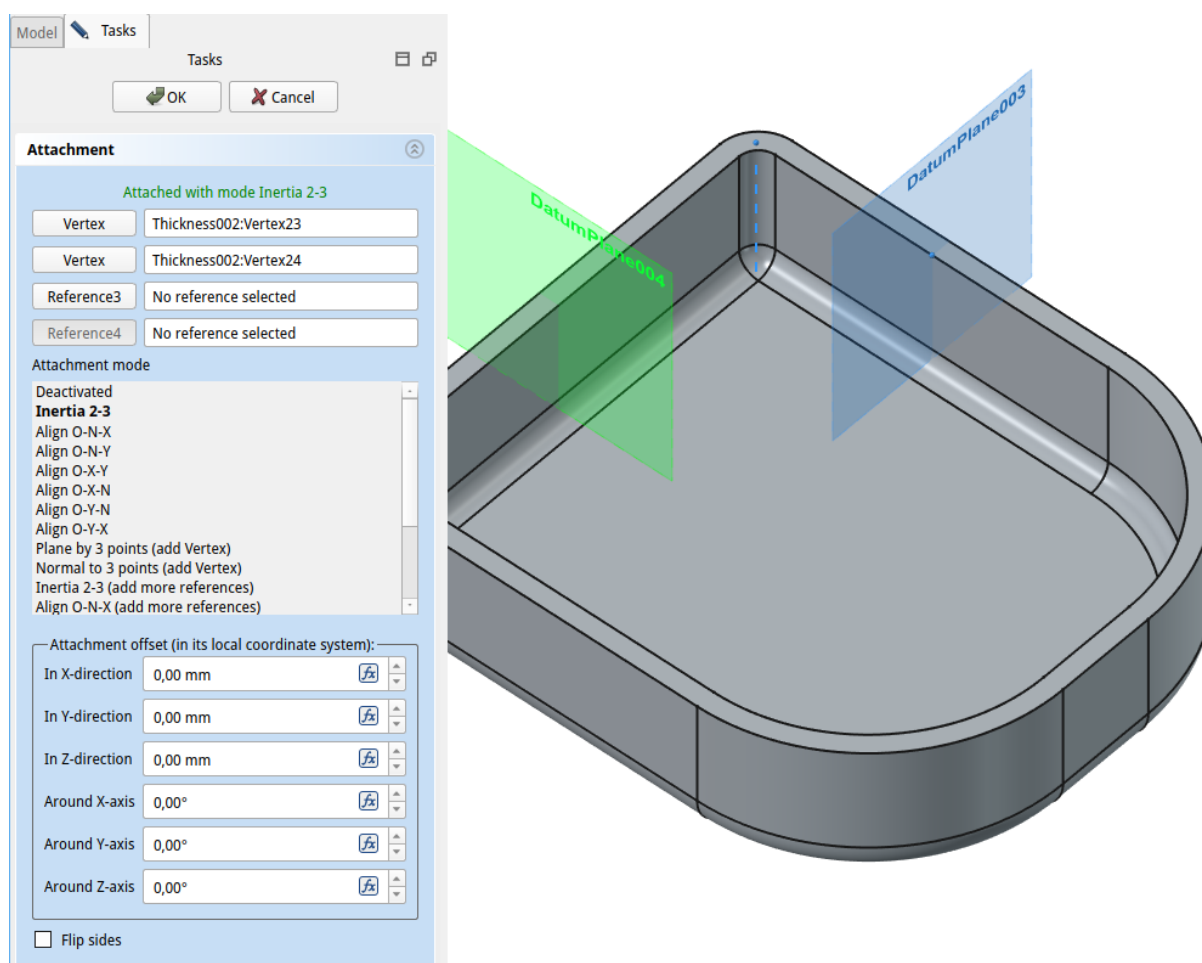 Model
Tasks
Tasks
OK
Cancel
Attachment
Attached with mode Inertia 2-3
Vertex
Thickness002:Vertex23
Vertex
Thickness002:Vertex24
Reference3
No reference selected
Reference4
No reference selected
Attachment mode
Deactivated
Inertia 2-3
Align O-N-X
Align O-N-Y
Align O-X-Y
Align O-X-N
Align O-Y-N
Align O-Y-X
Plane by 3 points (add Vertex)
Normal to 3 points (add Vertex)
Inertia 2-3 (add more references)
Align O-N-X (add more references)
Attachment offset (in its local coordinate system):
In X-direction
0,00 mm
In Y-direction
0,00 mm
In Z-direction
0,00 mm
Around X-axis
0,00°
Around Y-axis
0,00°
Around Z-axis
0,00°
Flip sides
DatumPlane004
DatumPlane003